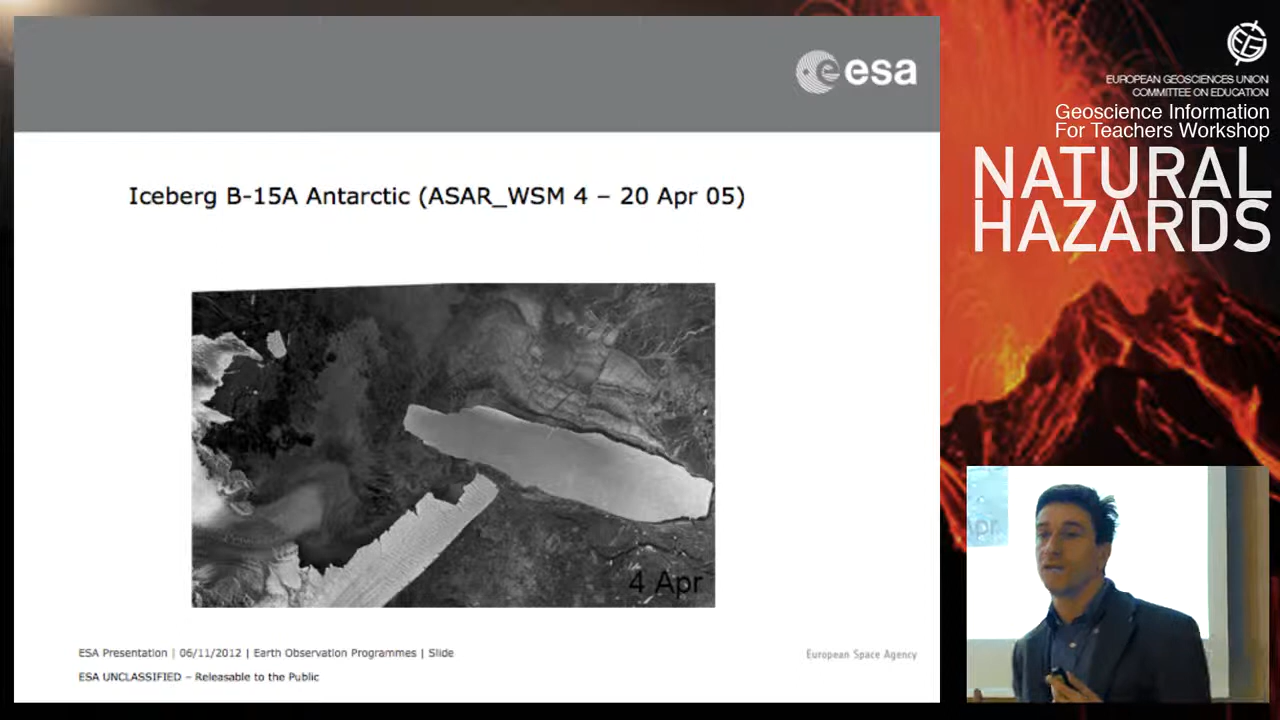 esa
Iceberg B-15A Antarctic (ASAR_WSM 4 – 20 Apr 05)
4 Apr
ESA Presentation | 06/11/2012 | Earth Observation Programmes | Slide
European Space Agency
ESA UNCLASSIFIED – Releasable to the Public
EGU
EUROPEAN GEOSCIENCES UNION
COMMITTEE ON EDUCATION
Geoscience Information
For Teachers Workshop
NATURAL
HAZARDS
Apr